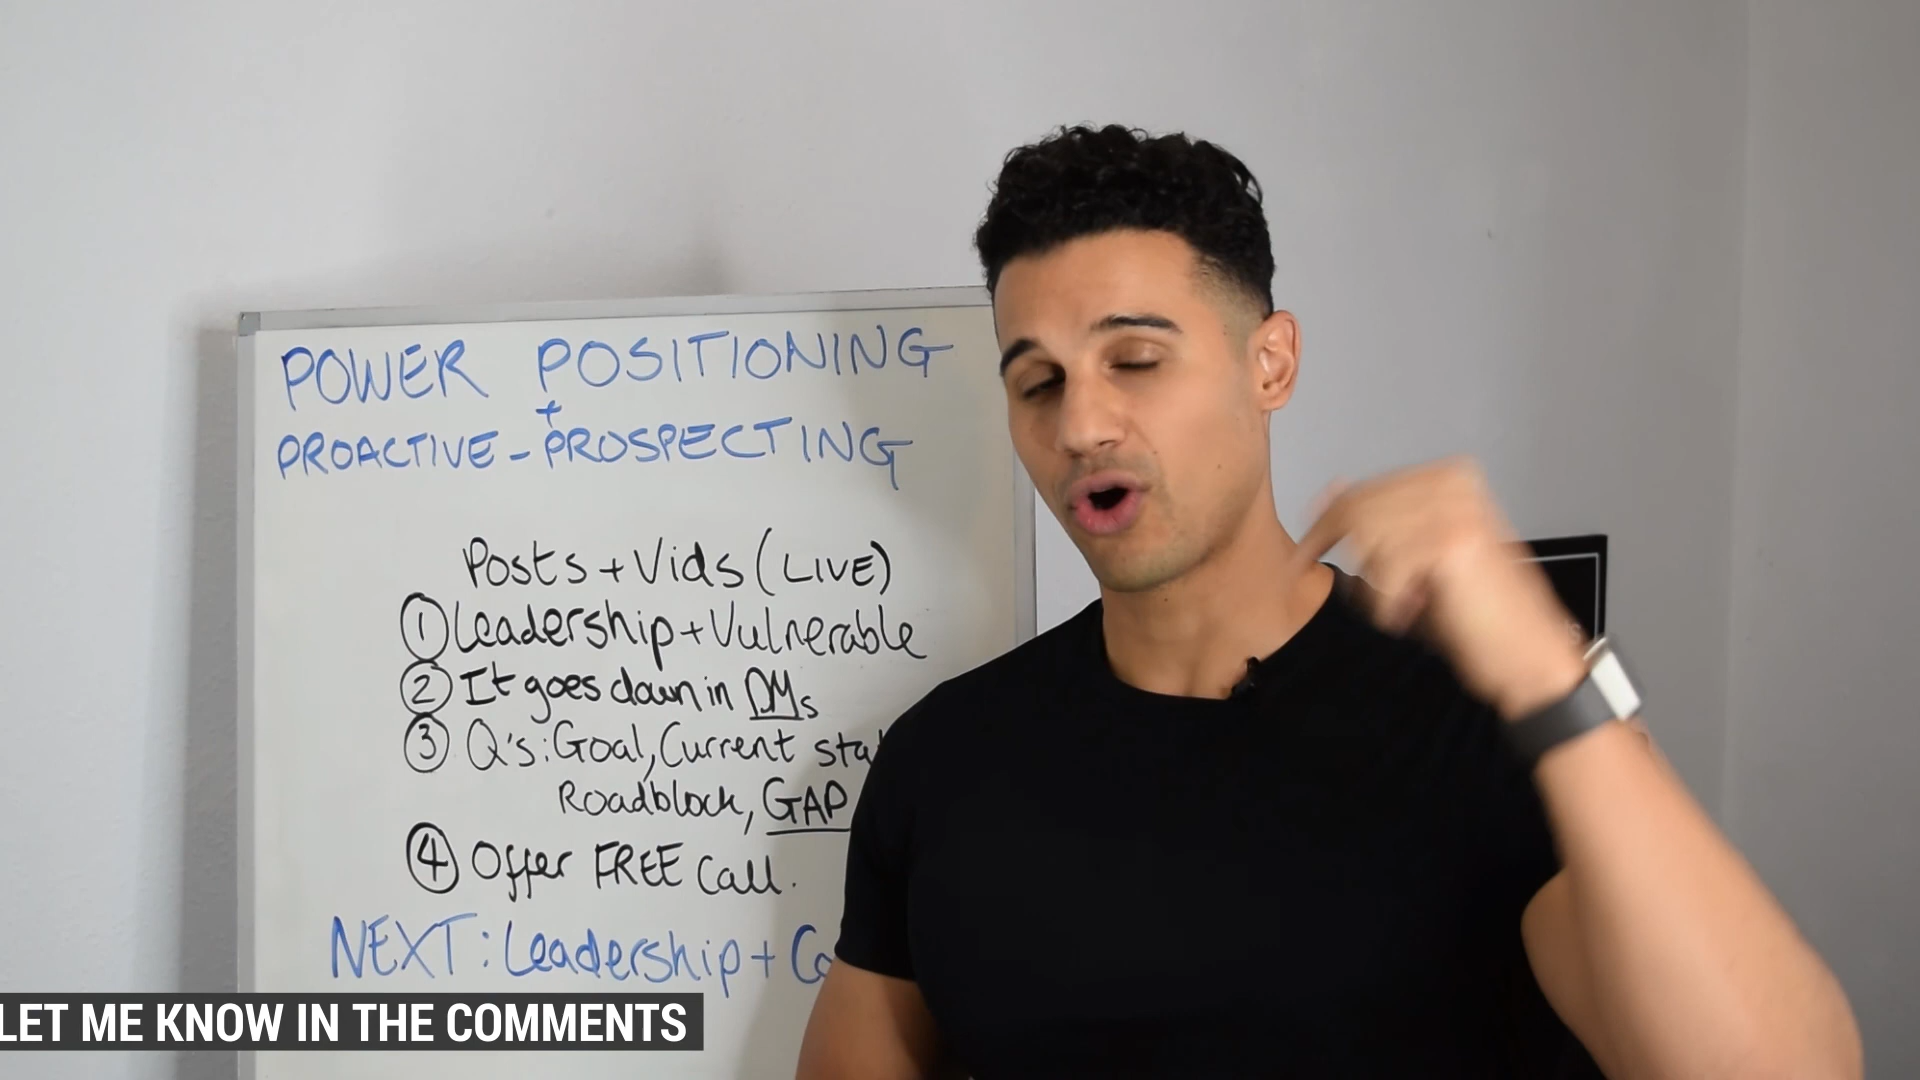 POWER POSITIONING
+
PROACTIVE-PROSPECTING
Posts + Vids (LIVE)
① Leadership + Vulnerable
② It goes down in DMs
③ Q's: Goal, Current
Roadblock, GAP
④ Offer FREE Call.
NEXT: Leadership +
LET ME KNOW IN THE COMMENTS